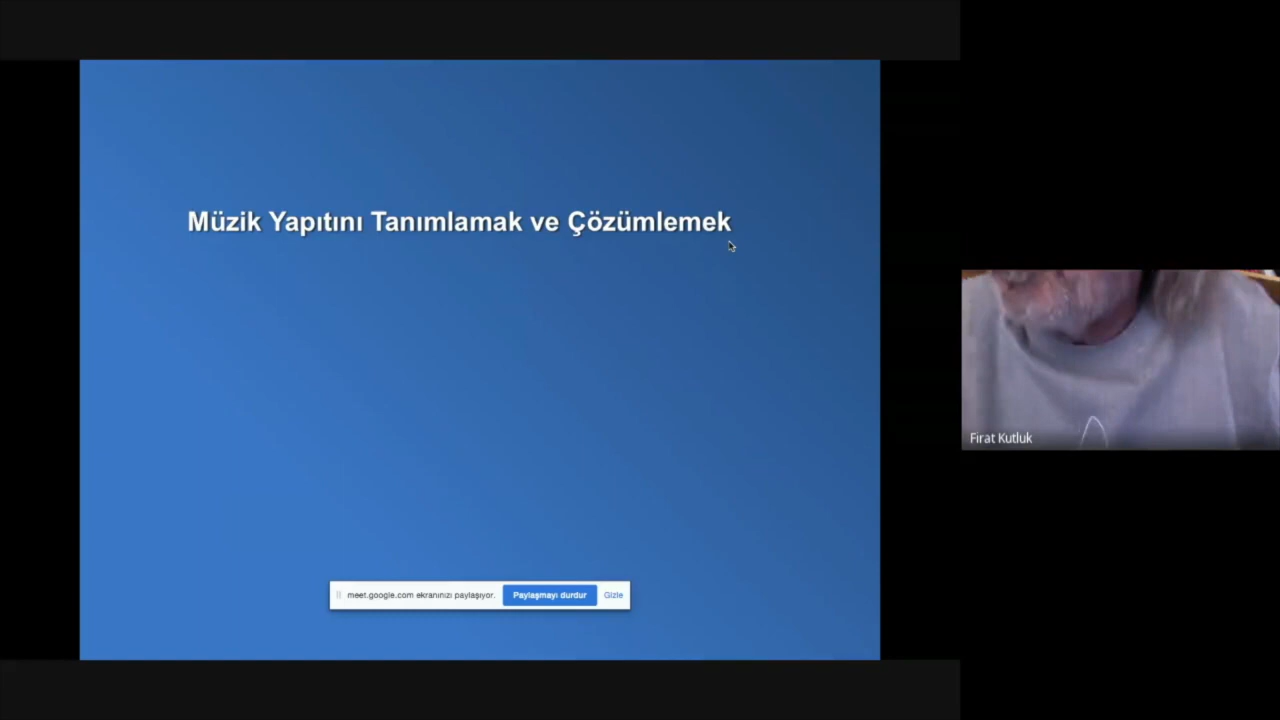 Müzik Yapıtını Tanımlamak ve Çözümlemek
Firat Kutluk
meet.google.com ekranınızı paylaşıyor. Paylaşmayı durdur Gizle